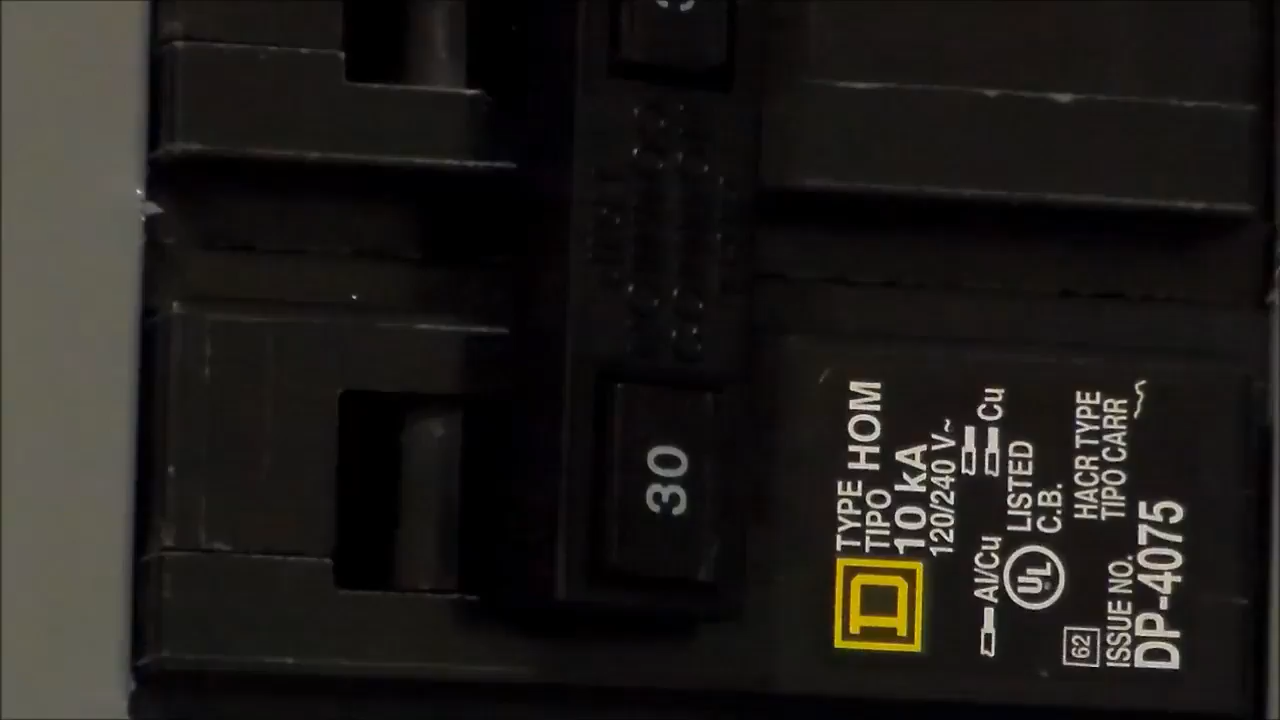 30
TYPE HOM
TIPO
10 kA
120/240 V~
Al/Cu
Cu
UL LISTED
C.B.
62
HACR TYPE
TIPO CARR
ISSUE NO.
DP-4075